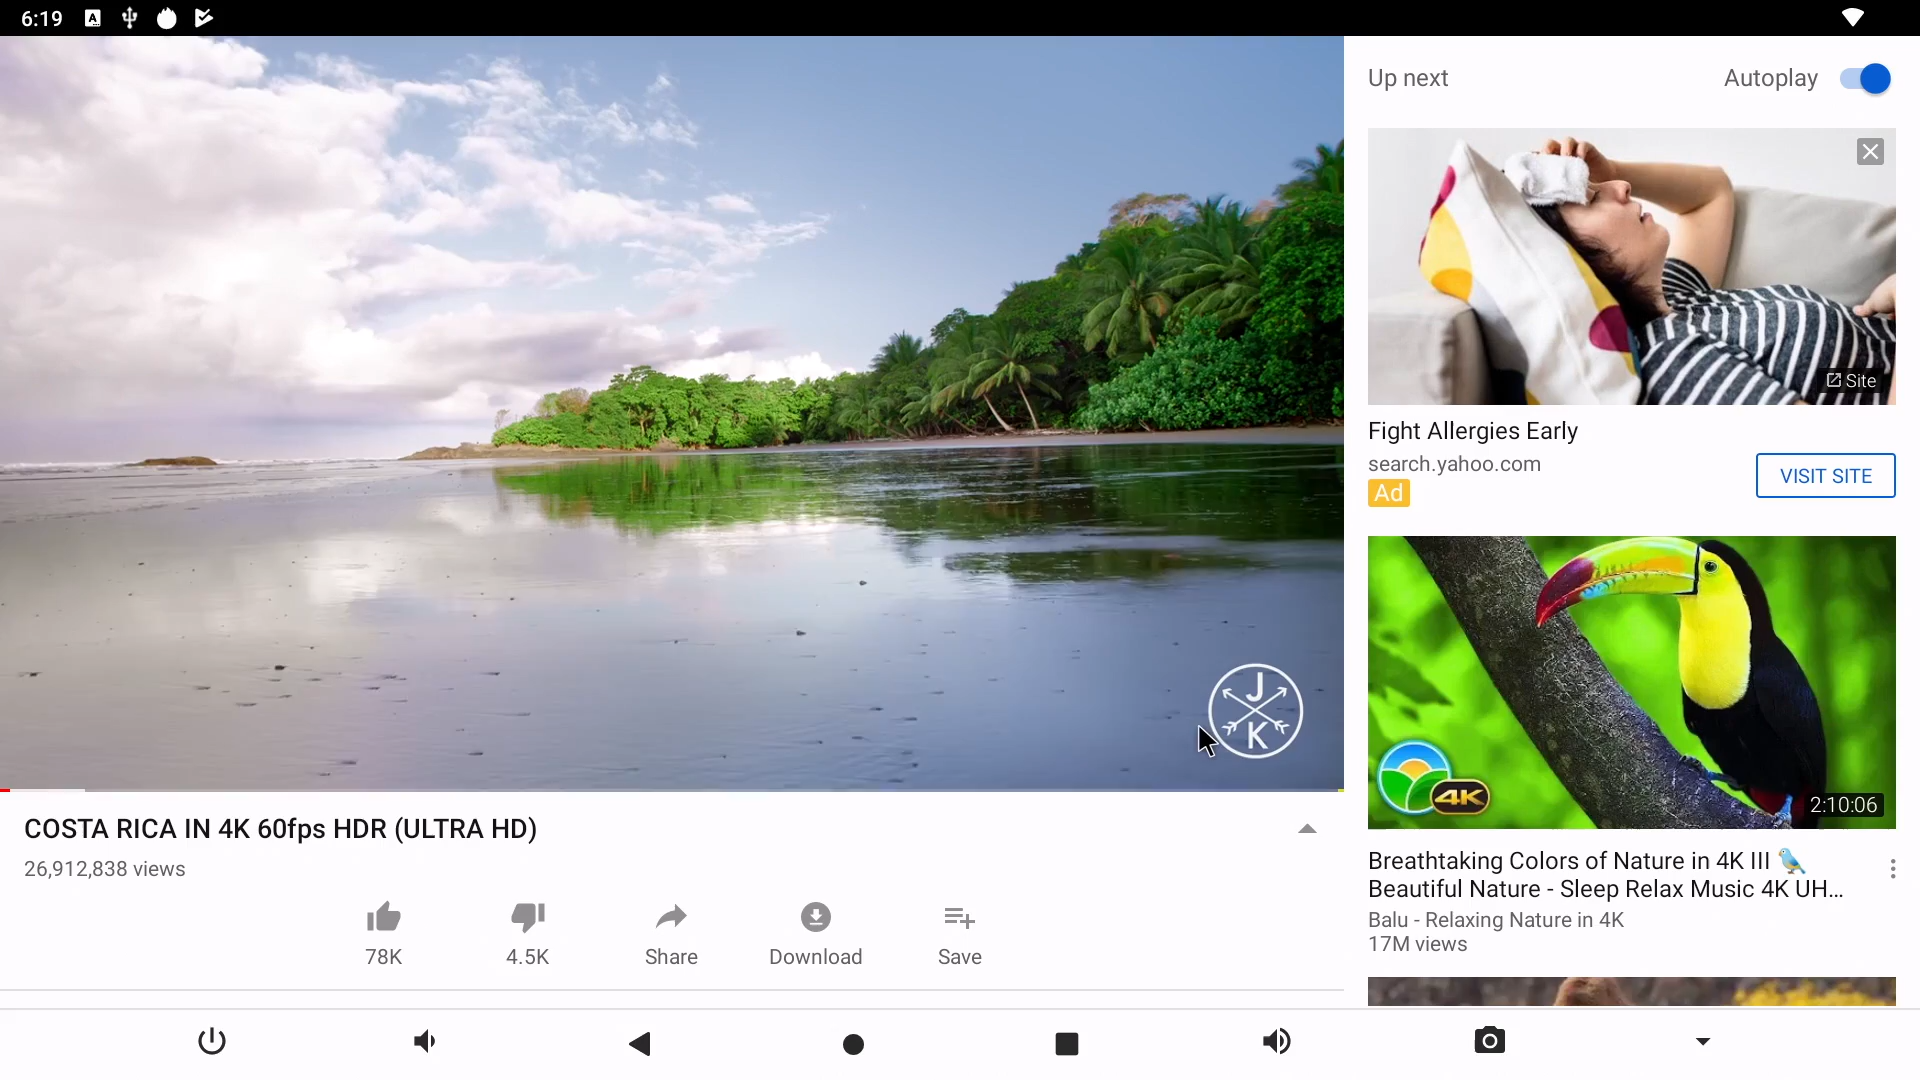 6:19
Up next
Autoplay
Site
Fight Allergies Early
search.yahoo.com
Ad
VISIT SITE
J
K
4K
2:10:06
COSTA RICA IN 4K 60fps HDR (ULTRA HD)
26,912,838 views
78K
4.5K
Share
Download
Save
Breathtaking Colors of Nature in 4K III
Beautiful Nature - Sleep Relax Music 4K UH...
Balu - Relaxing Nature in 4K
17M views